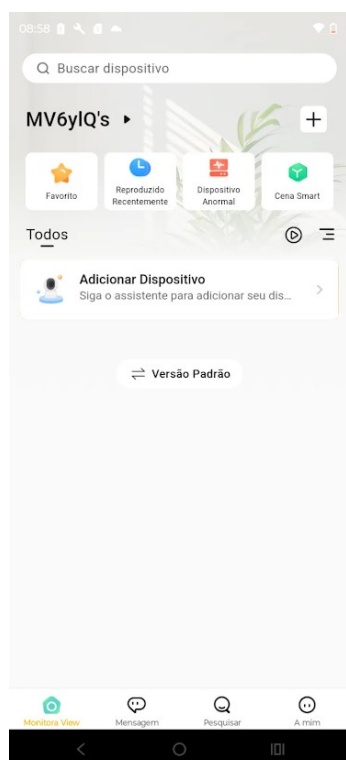 08:58
Buscar dispositivo
MV6ylQ's
Favorito
Reproduzido
Recentemente
Dispositivo
Anormal
Cena Smart
Todos
Adicionar Dispositivo
Siga o assistente para adicionar seu dis...
Versão Padrão
Monitora View
Mensagem
Pesquisar
A mim